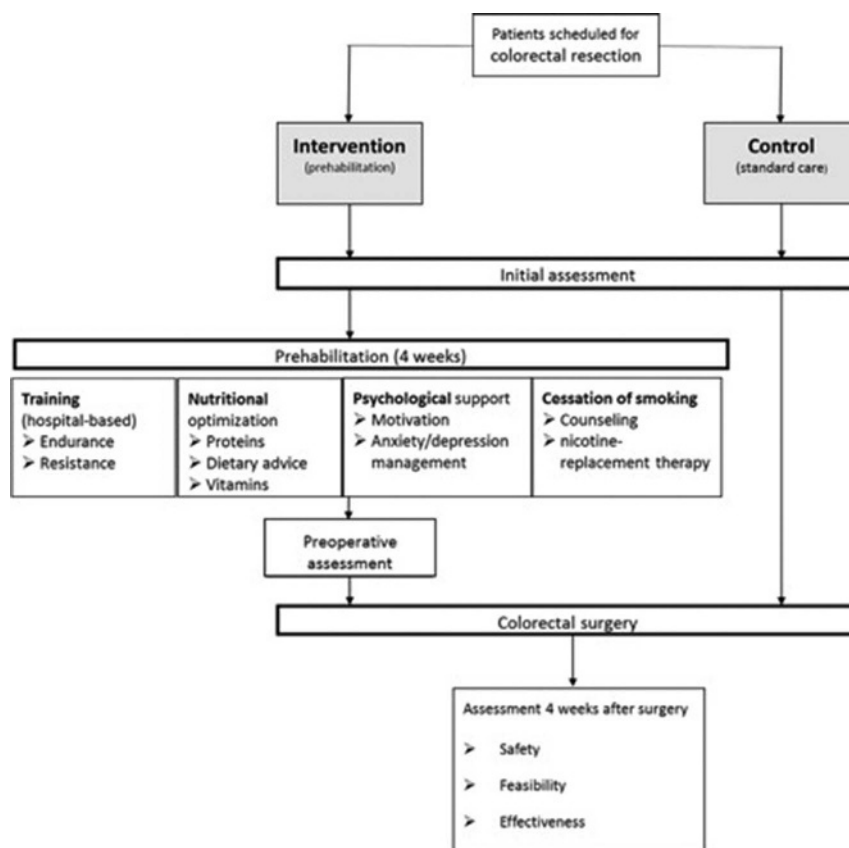 Patients scheduled for
colorectal resection
Intervention
(prehabilitation)
Control
(standard care)
Initial assessment
Prehabilitation (4 weeks)
Training
(hospital-based)
➢ Endurance
➢ Resistance
Nutritional
optimization
➢ Proteins
➢ Dietary advice
➢ Vitamins
Psychological support
➢ Motivation
➢ Anxiety/depression
management
Cessation of smoking
➢ Counseling
➢ nicotine-
replacement therapy
Preoperative
assessment
Colorectal surgery
Assessment 4 weeks after surgery
➢ Safety
➢ Feasibility
➢ Effectiveness